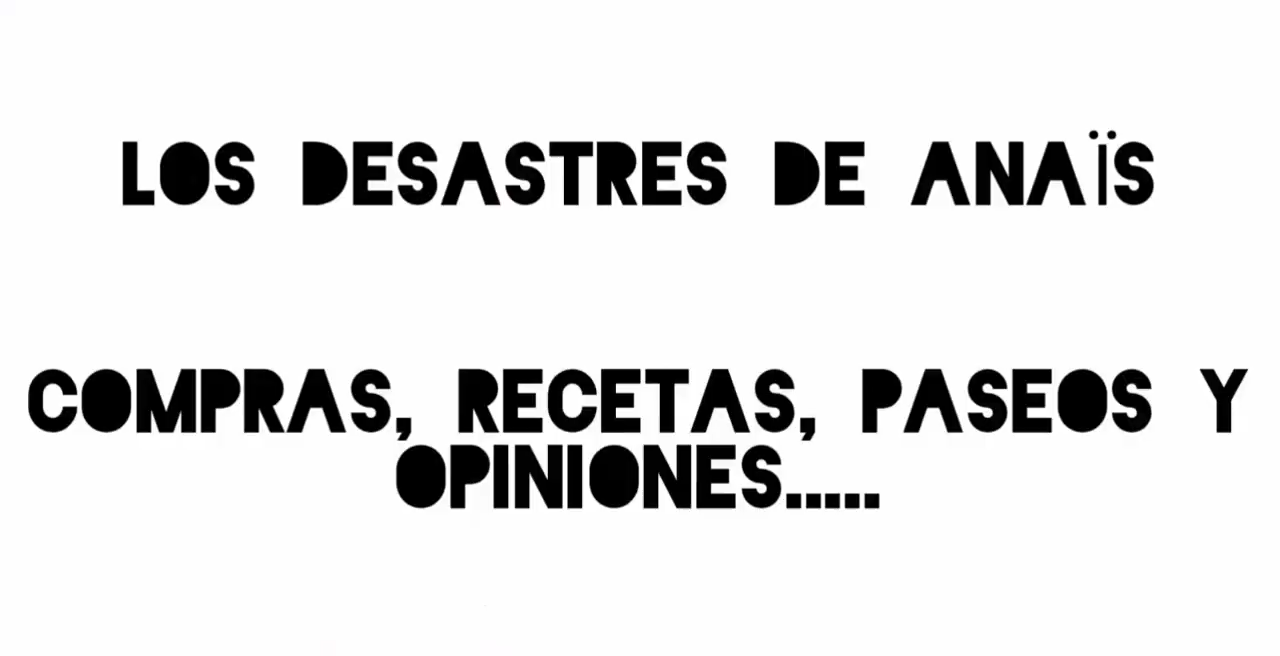 LOS DESASTRES DE ANAÏS
COMPRAS, RECETAS, PASEOS Y
OPINIONES.....